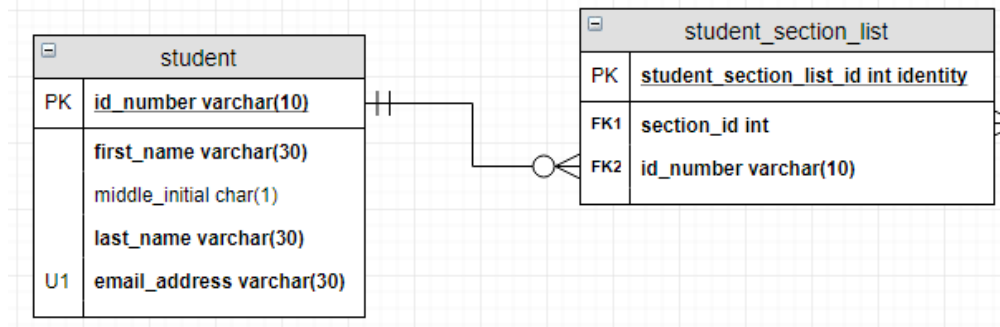 student
PK id_number varchar(10)
first_name varchar(30)
middle_initial char(1)
last_name varchar(30)
U1 email_address varchar(30)
student_section_list
PK student_section_list_id int identity
FK1 section_id int
FK2 id_number varchar(10)